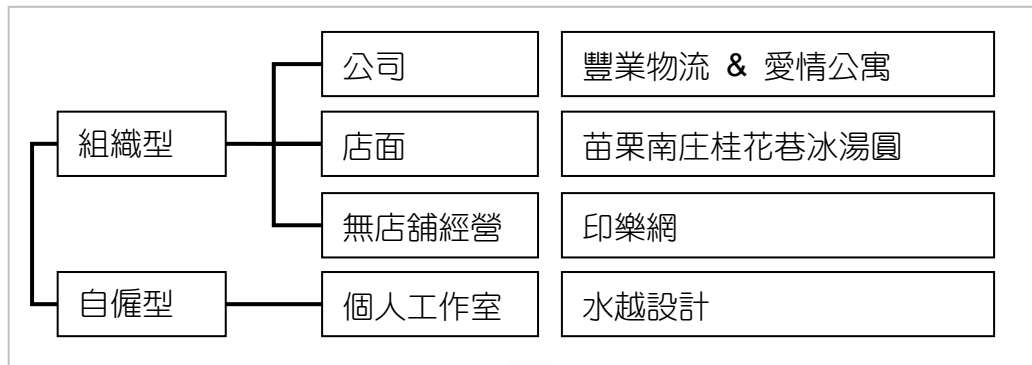 公司
豐業物流 & 愛情公寓
組織型
店面
苗栗南庄桂花巷冰湯圓
無店舖經營
印樂網
自僱型
個人工作室
水越設計